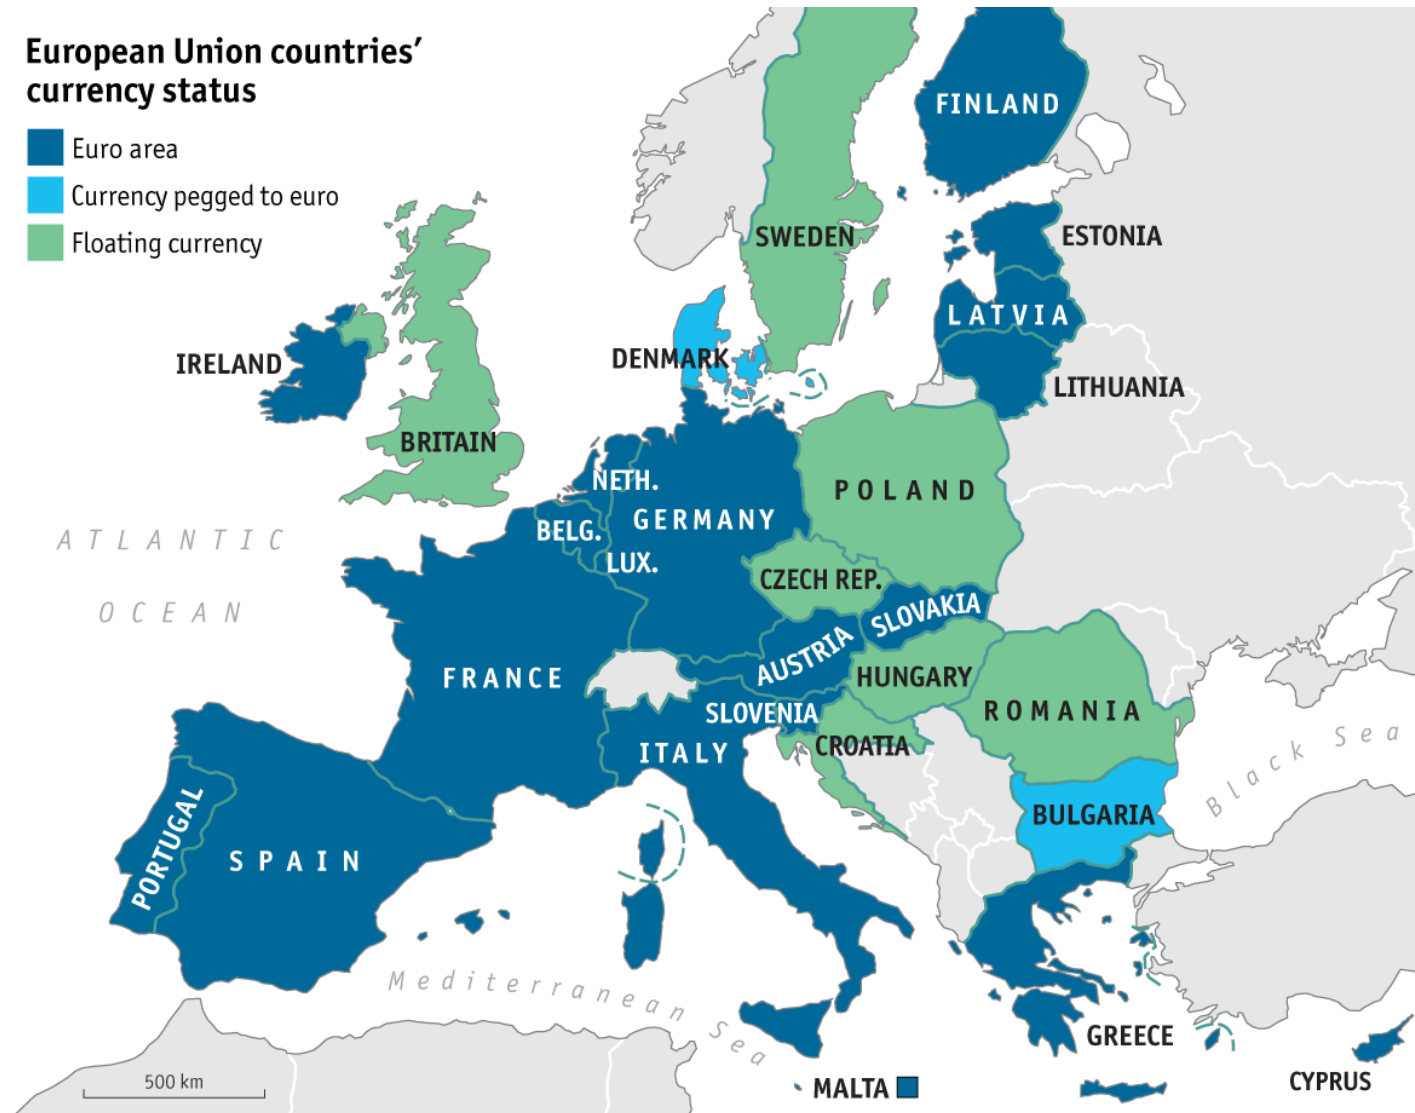 European Union countries’
currency status
Euro area
Currency pegged to euro
Floating currency
FINLAND
SWEDEN
ESTONIA
LATVIA
LITHUANIA
DENMARK
IRELAND
BRITAIN
NETH.
POLAND
GERMANY
BELG.
LUX.
ATLANTIC
OCEAN
CZECH REP.
SLOVAKIA
AUSTRIA
HUNGARY
FRANCE
SLOVENIA
ROMANIA
CROATIA
ITALY
Black Sea
BULGARIA
PORTUGAL
SPAIN
Mediterranean Sea
GREECE
500 km
MALTA
CYPRUS